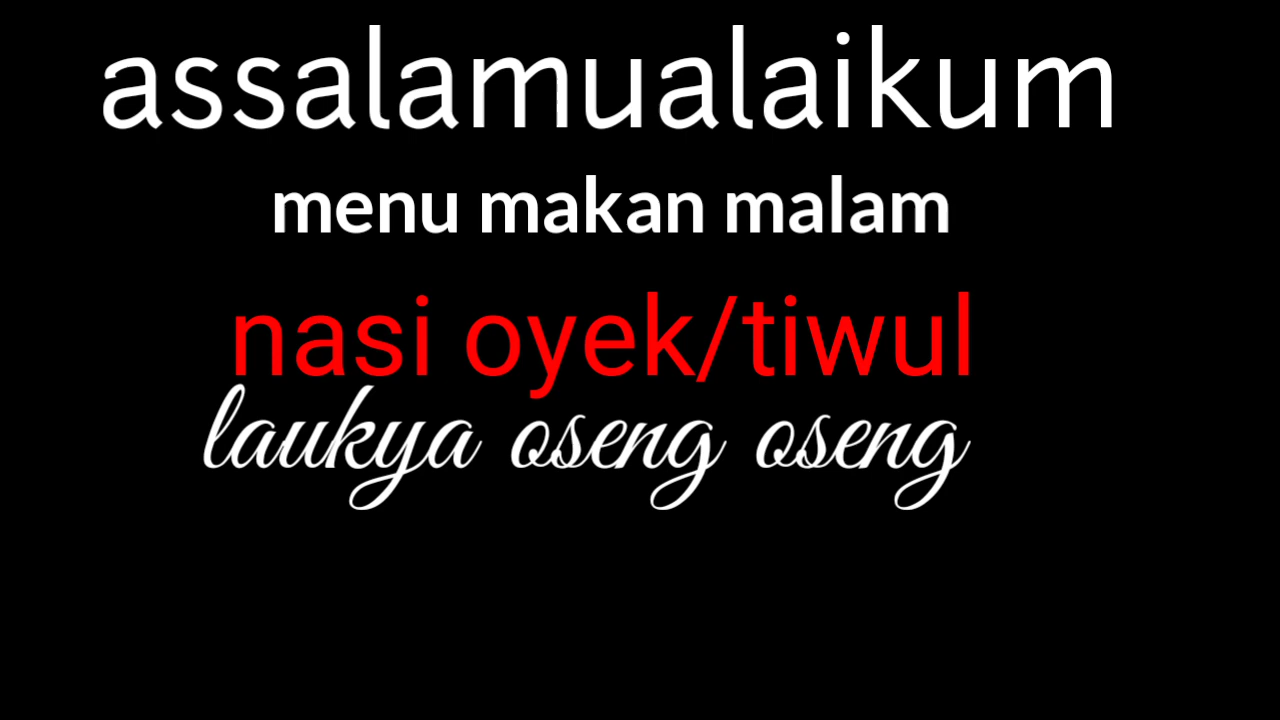 assalamualaikum
menu makan malam
nasi oyek/tiwul
laukya oseng oseng